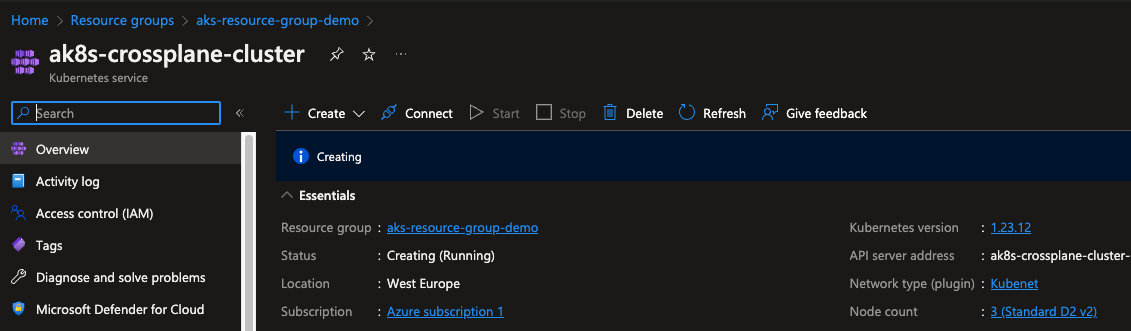 Home > Resource groups > aks-resource-group-demo >
ak8s-crossplane-cluster ...
Kubernetes service
Search «
Create Connect Start Stop Delete Refresh Give feedback
Overview
Activity log
Access control (IAM)
Tags
Diagnose and solve problems
Microsoft Defender for Cloud
Creating
Essentials
Resource group : aks-resource-group-demo
Status : Creating (Running)
Location : West Europe
Subscription : Azure subscription 1
Kubernetes version : 1.23.12
API server address : ak8s-crossplane-cluster-
Network type (plugin) : Kubenet
Node count : 3 (Standard D2 v2)